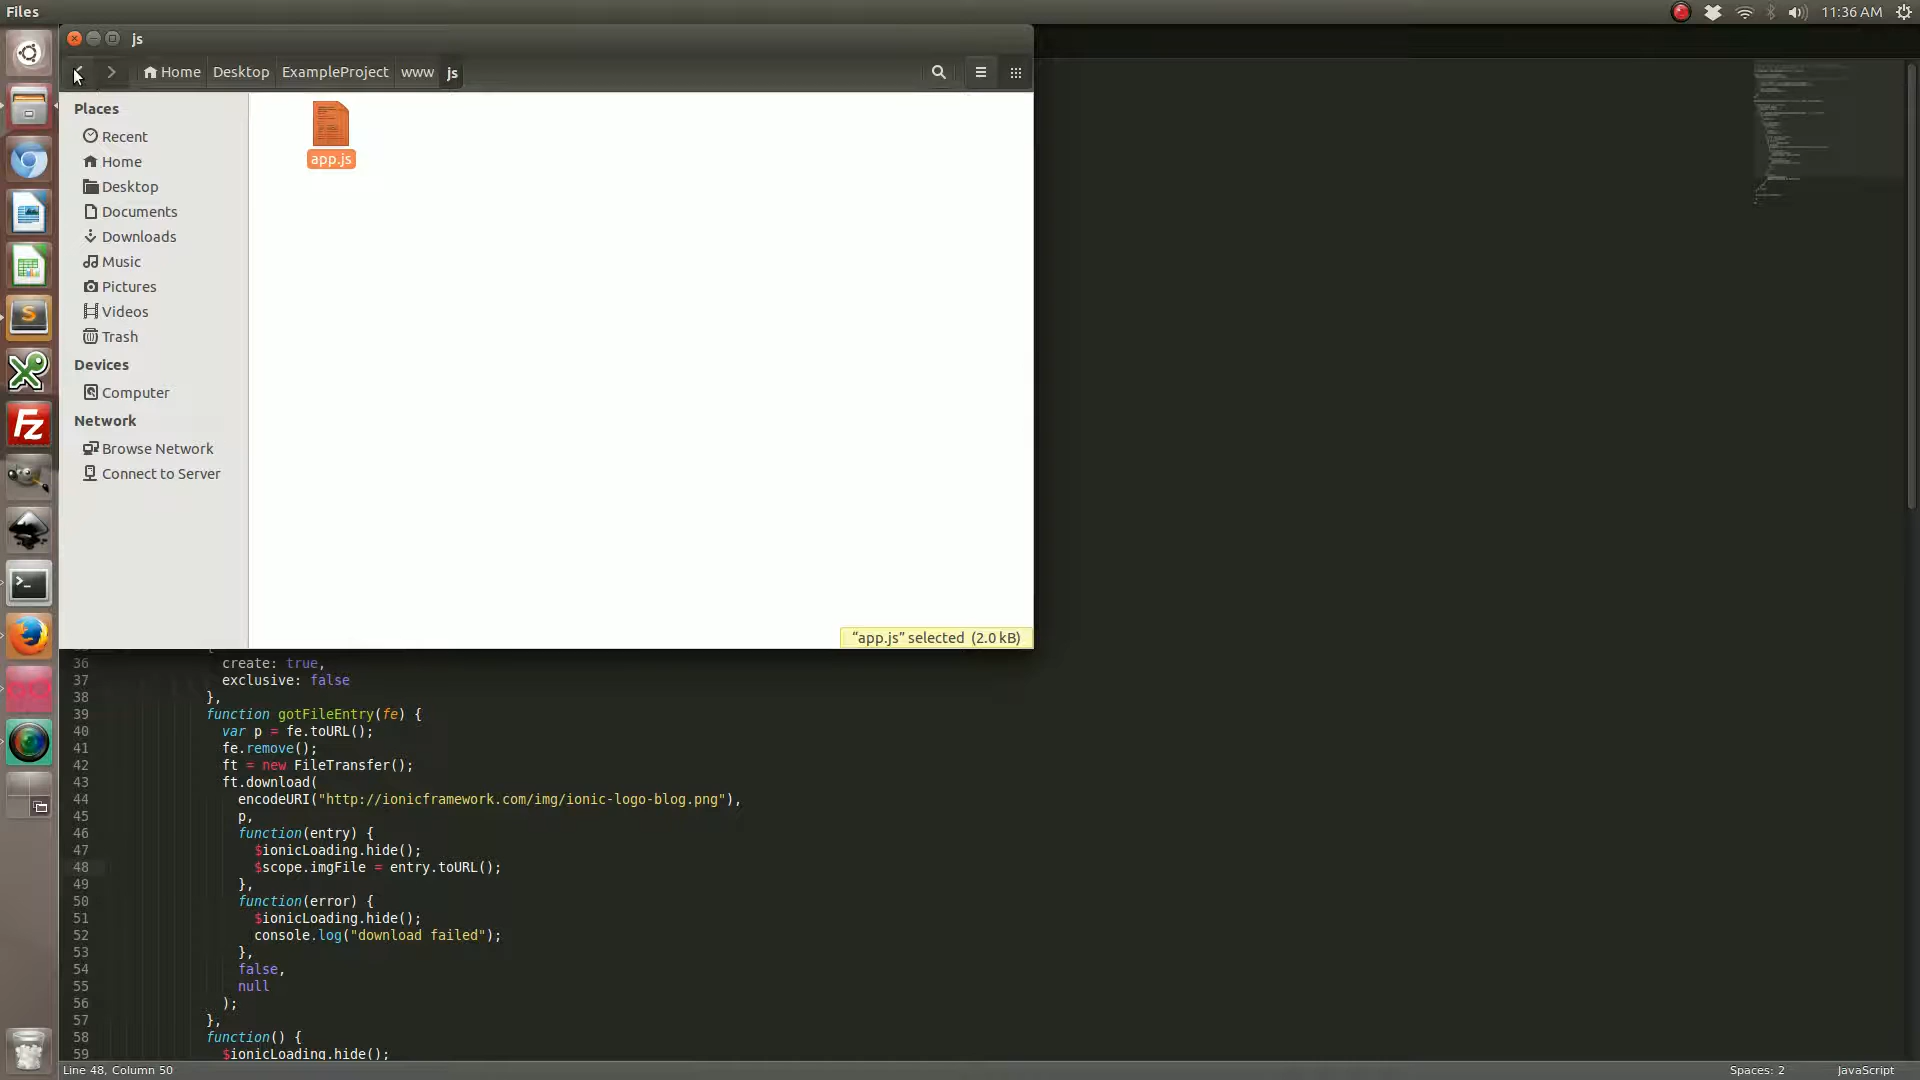 Files
11:36 AM
js
Home Desktop ExampleProject www js
Places
Recent
Home
Desktop
Documents
Downloads
Music
Pictures
Videos
Trash
Devices
Computer
Network
Browse Network
Connect to Server
app.js
“app.js” selected (2.0 kB)
36 create: true,
37 exclusive: false
38 },
39 function gotFileEntry(fe) {
40 var p = fe.toURL();
41 fe.remove();
42 ft = new FileTransfer();
43 ft.download(
44 encodeURI("http://ionicframework.com/img/ionic-logo-blog.png"),
45 p,
46 function(entry) {
47 $ionicLoading.hide();
48 $scope.imgFile = entry.toURL();
49 },
50 function(error) {
51 $ionicLoading.hide();
52 console.log("download failed");
53 },
54 false,
55 null
56 );
57 },
58 function() {
59 $ionicLoading.hide();
Line 48, Column 50
Spaces: 2
JavaScript